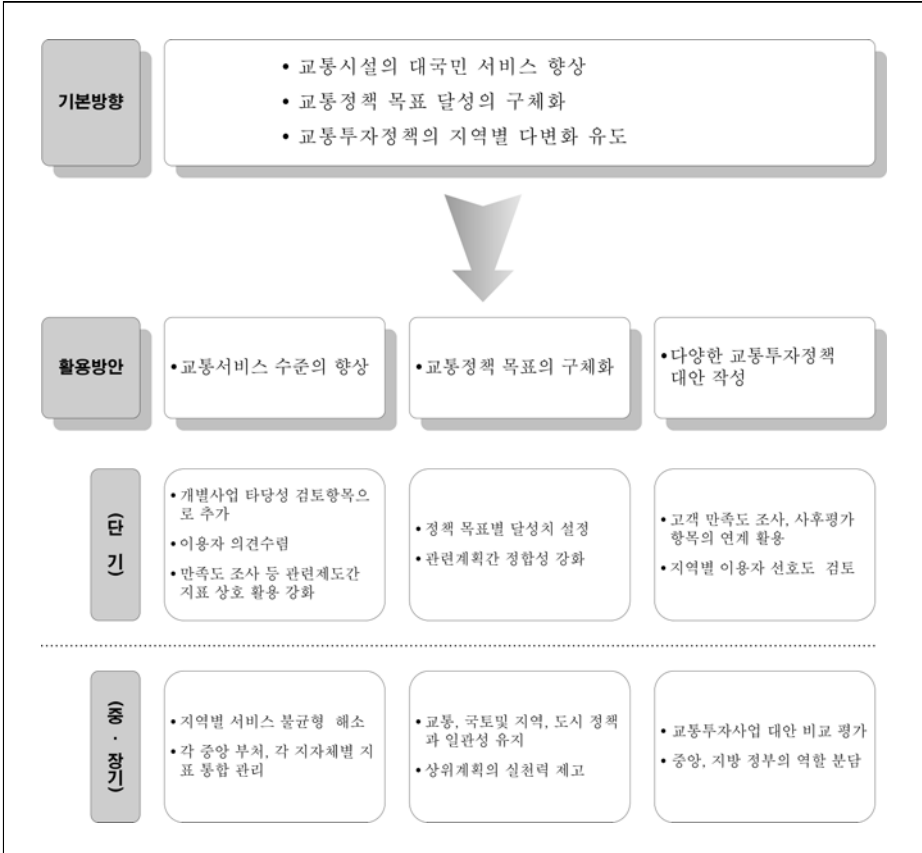 기본방향
• 교통시설의 대국민 서비스 향상
• 교통정책 목표 달성의 구체화
• 교통투자정책의 지역별 다변화 유도
활용방안
• 교통서비스 수준의 향상
• 교통정책 목표의 구체화
• 다양한 교통투자정책
대안 작성
(단기)
• 개별사업 타당성 검토항목으
로 추가
• 이용자 의견수렴
• 만족도 조사 등 관련제도간
지표 상호 활용 강화
• 정책 목표별 달성치 설정
• 관련계획간 정합성 강화
• 고객 만족도 조사, 사후평가
항목의 연계 활용
• 지역별 이용자 선호도 검토
(중·장기)
• 지역별 서비스 불균형 해소
• 각 중앙 부처, 각 지자체별 지
표 통합 관리
• 교통, 국토및 지역, 도시 정책
과 일관성 유지
• 상위계획의 실천력 제고
• 교통투자사업 대안 비교 평가
• 중앙, 지방 정부의 역할 분담